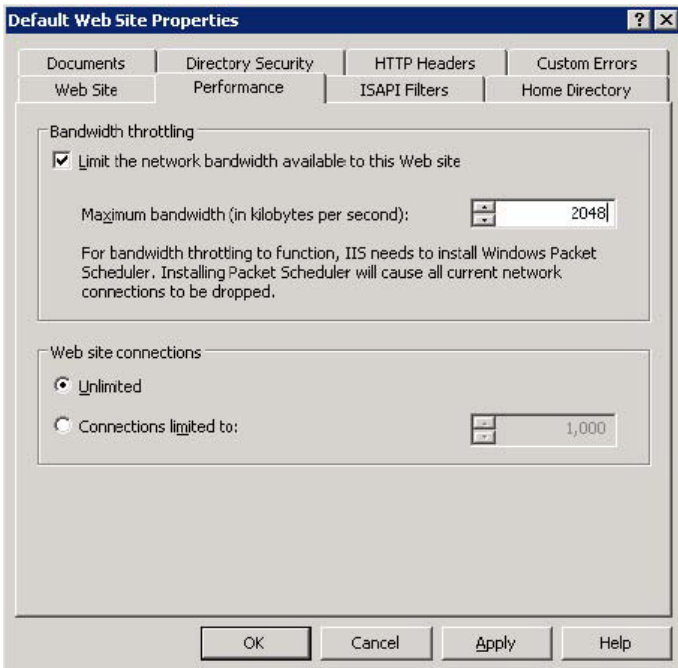 Default Web Site Properties
Documents Directory Security HTTP Headers Custom Errors
Web Site Performance ISAPI Filters Home Directory
Bandwidth throttling
Limit the network bandwidth available to this Web site
Maximum bandwidth (in kilobytes per second): 2048
For bandwidth throttling to function, IIS needs to install Windows Packet
Scheduler. Installing Packet Scheduler will cause all current network
connections to be dropped.
Web site connections
Unlimited
Connections limited to: 1,000
OK Cancel Apply Help